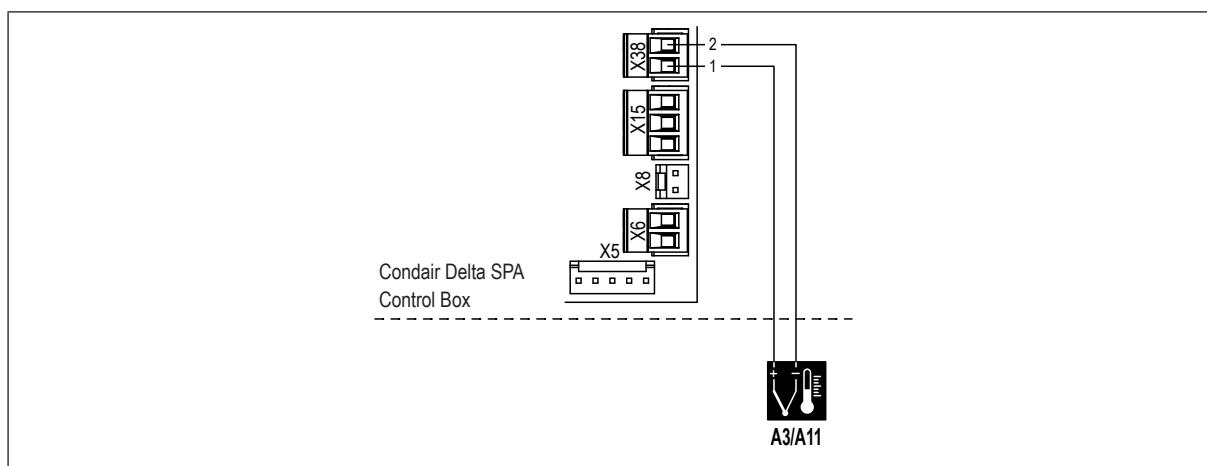 X38
2
1
X15
X8
X6
X5
Condair Delta SPA
Control Box
+ −
A3/A11